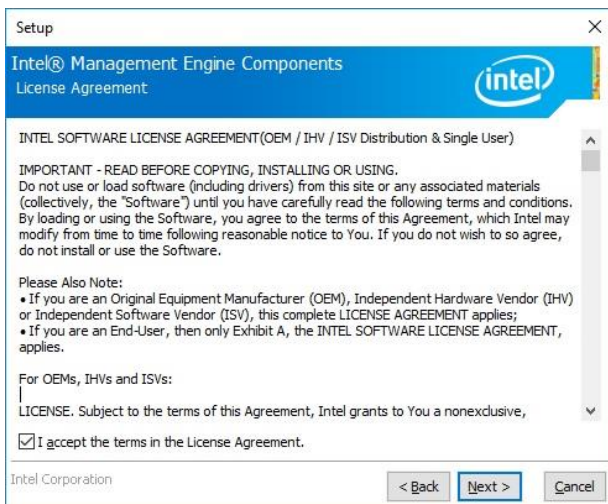 Setup
Intel® Management Engine Components
License Agreement
intel
INTEL SOFTWARE LICENSE AGREEMENT(OEM / IHV / ISV Distribution & Single User)
IMPORTANT - READ BEFORE COPYING, INSTALLING OR USING.
Do not use or load software (including drivers) from this site or any associated materials
(collectively, the "Software") until you have carefully read the following terms and conditions.
By loading or using the Software, you agree to the terms of this Agreement, which Intel may
modify from time to time following reasonable notice to You. If you do not wish to so agree,
do not install or use the Software.
Please Also Note:
• If you are an Original Equipment Manufacturer (OEM), Independent Hardware Vendor (IHV)
or Independent Software Vendor (ISV), this complete LICENSE AGREEMENT applies;
• If you are an End-User, then only Exhibit A, the INTEL SOFTWARE LICENSE AGREEMENT,
applies.
For OEMs, IHVs and ISVs:
LICENSE. Subject to the terms of this Agreement, Intel grants to You a nonexclusive,
I accept the terms in the License Agreement.
Intel Corporation
< Back Next > Cancel